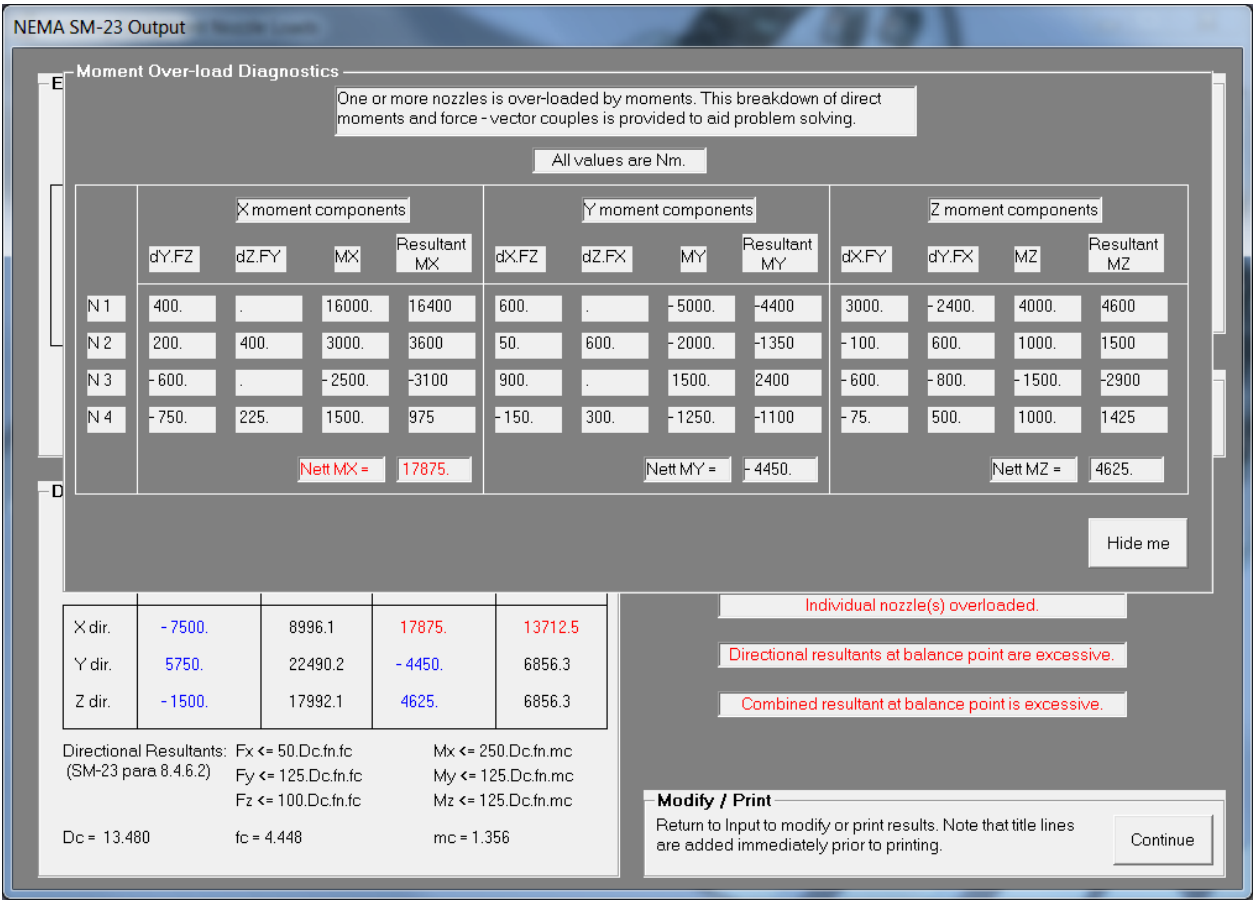 NEMA SM-23 Output
E
Moment Over-load Diagnostics
One or more nozzles is over-loaded by moments. This breakdown of direct
moments and force - vector couples is provided to aid problem solving.
All values are Nm.
X moment components Y moment components Z moment components
dY.FZ dZ.FY MX Resultant MX dX.FZ dZ.FX MY Resultant MY dX.FY dY.FX MZ Resultant MZ
N 1 400. . 16000. 16400 600. . - 5000. -4400 3000. - 2400. 4000. 4600
N 2 200. 400. 3000. 3600 50. 600. - 2000. -1350 - 100. 600. 1000. 1500
N 3 - 600. . - 2500. -3100 900. . 1500. 2400 - 600. - 800. - 1500. -2900
N 4 - 750. 225. 1500. 975 - 150. 300. - 1250. -1100 - 75. 500. 1000. 1425
Nett MX = 17875. Nett MY = - 4450. Nett MZ = 4625.
D
Hide me
X dir. - 7500. 8996.1 17875. 13712.5
Y dir. 5750. 22490.2 - 4450. 6856.3
Z dir. - 1500. 17992.1 4625. 6856.3
Individual nozzle(s) overloaded.
Directional resultants at balance point are excessive.
Combined resultant at balance point is excessive.
Directional Resultants: Fx <= 50.Dc.fn.fc Mx <= 250.Dc.fn.mc
(SM-23 para 8.4.6.2) Fy <= 125.Dc.fn.fc My <= 125.Dc.fn.mc
Fz <= 100.Dc.fn.fc Mz <= 125.Dc.fn.mc
Dc = 13.480 fc = 4.448 mc = 1.356
Modify / Print
Return to Input to modify or print results. Note that title lines
are added immediately prior to printing.
Continue